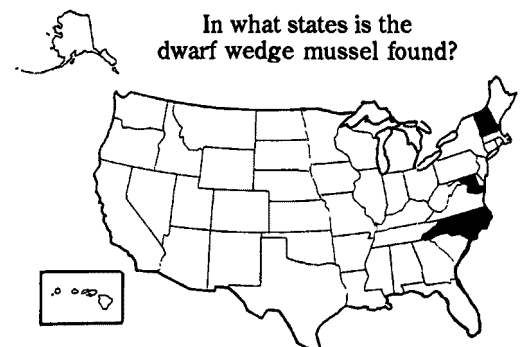 In what states is the
dwarf wedge mussel found?